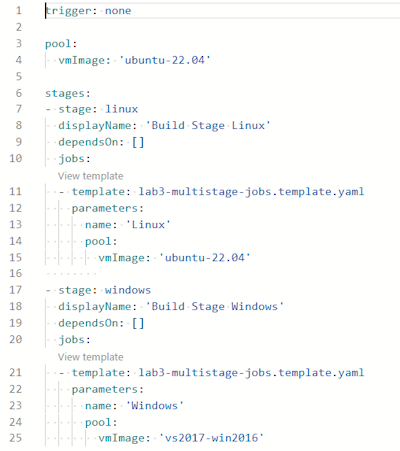 1 trigger: none
2
3 pool:
4   vmImage: 'ubuntu-22.04'
5
6 stages:
7 - stage: linux
8   displayName: 'Build Stage Linux'
9   dependsOn: []
10   jobs:
View template
11   - template: lab3-multistage-jobs.template.yaml
12     parameters:
13       name: 'Linux'
14       pool:
15         vmImage: 'ubuntu-22.04'
16
17 - stage: windows
18   displayName: 'Build Stage Windows'
19   dependsOn: []
20   jobs:
View template
21   - template: lab3-multistage-jobs.template.yaml
22     parameters:
23       name: 'Windows'
24       pool:
25         vmImage: 'vs2017-win2016'